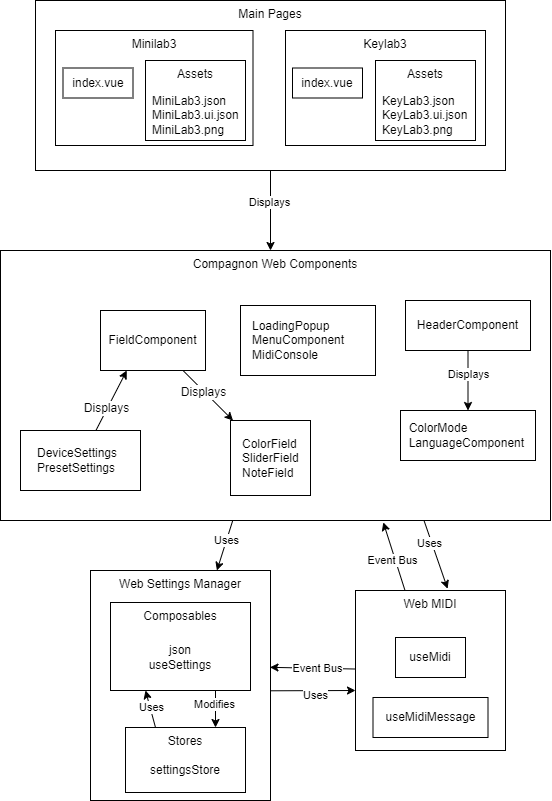 Main Pages
Minilab3
index.vue
Assets
MiniLab3.json
MiniLab3.ui.json
MiniLab3.png
Keylab3
index.vue
Assets
KeyLab3.json
KeyLab3.ui.json
KeyLab3.png
Displays
Compagnon Web Components
FieldComponent
LoadingPopup
MenuComponent
MidiConsole
HeaderComponent
Displays
Displays
Displays
DeviceSettings
PresetSettings
ColorField
SliderField
NoteField
ColorMode
LanguageComponent
Uses
Event Bus
Uses
Web Settings Manager
Composables
json
useSettings
Uses
Modifies
Stores
settingsStore
Event Bus
Uses
Web MIDI
useMidi
useMidiMessage